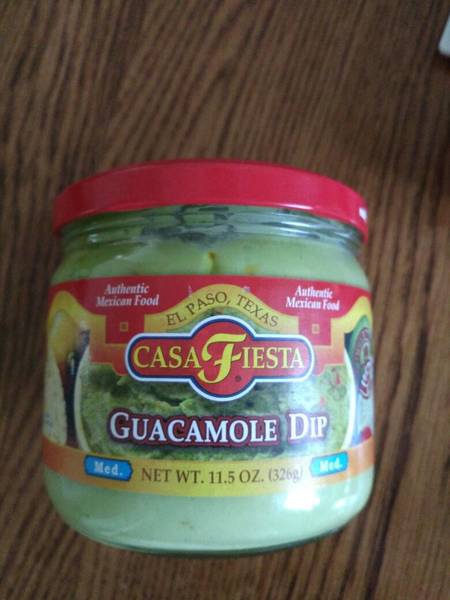 Authentic
Mexican Food
Authentic
Mexican Food
EL PASO, TEXAS
CASA FIESTA
GUACAMOLE DIP
Med.
NET WT. 11.5 OZ. (326g)
Med.